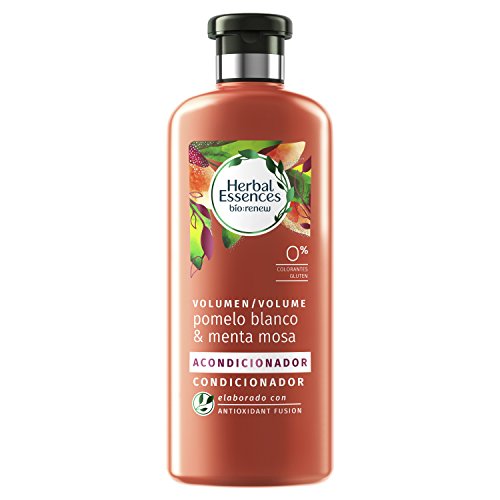 Herbal
Essences
bio:renew
0%
COLORANTES
GLUTEN
VOLUMEN/VOLUME
pomelo blanco
& menta mosa
ACONDICIONADOR
CONDICIONADOR
elaborado con
ANTIOXIDANT FUSION